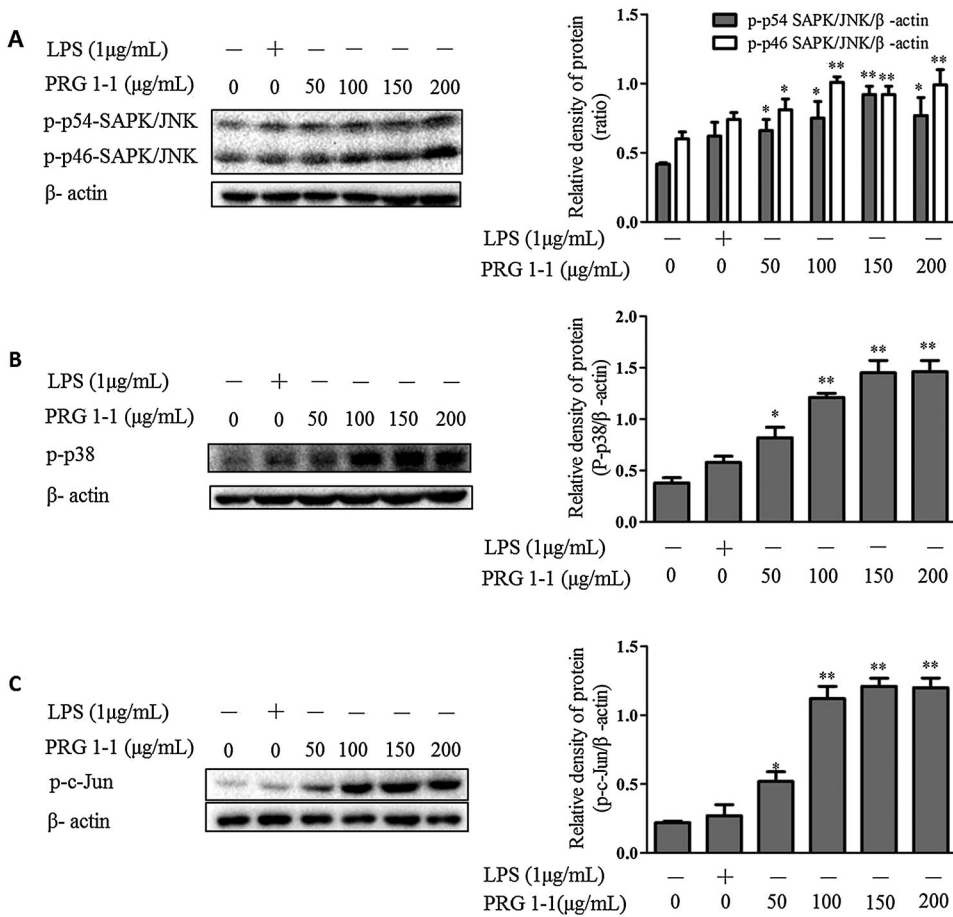 A
LPS (1μg/mL) — + — — — —
PRG 1-1 (μg/mL) 0 0 50 100 150 200
p-p54-SAPK/JNK
p-p46-SAPK/JNK
β- actin
p-p54 SAPK/JNK/β -actin
p-p46 SAPK/JNK/β -actin
Relative density of protein
(ratio)
1.5
1.0
0.5
0.0
* * * ** ** ** * **
LPS (1μg/mL) — + — — — —
PRG 1-1 (μg/mL) 0 0 50 100 150 200
B
LPS (1μg/mL) — + — — — —
PRG 1-1 (μg/mL) 0 0 50 100 150 200
p-p38
β- actin
Relative density of protein
(P-p38/β -actin)
2.0
1.5
1.0
0.5
0.0
* ** ** **
LPS (1μg/mL) — + — — — —
PRG 1-1 (μg/mL) 0 0 50 100 150 200
C
LPS (1μg/mL) — + — — — —
PRG 1-1 (μg/mL) 0 0 50 100 150 200
p-c-Jun
β- actin
Relative density of protein
(p-c-Jun/β -actin)
1.5
1.0
0.5
0.0
* ** ** **
LPS (1μg/mL) — + — — — —
PRG 1-1(μg/mL) 0 0 50 100 150 200